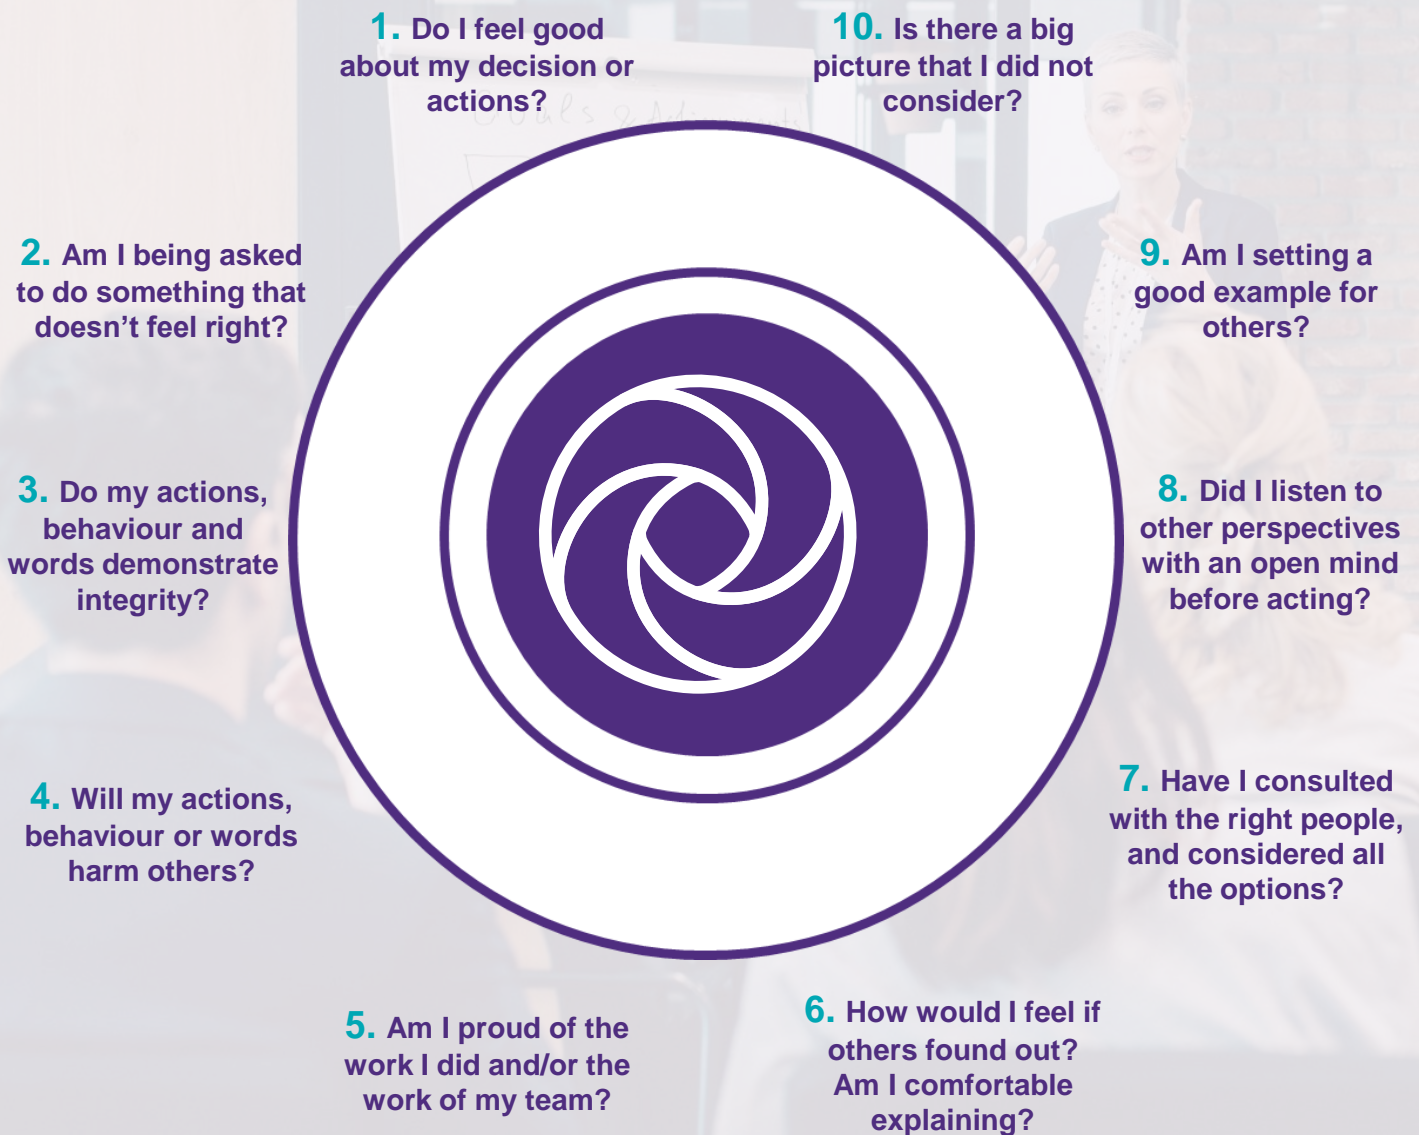 1. Do I feel good
about my decision or
actions?
2. Am I being asked
to do something that
doesn’t feel right?
3. Do my actions,
behaviour and
words demonstrate
integrity?
4. Will my actions,
behaviour or words
harm others?
5. Am I proud of the
work I did and/or the
work of my team?
6. How would I feel if
others found out?
Am I comfortable
explaining?
7. Have I consulted
with the right people,
and considered all
the options?
8. Did I listen to
other perspectives
with an open mind
before acting?
9. Am I setting a
good example for
others?
10. Is there a big
picture that I did not
consider?
Goals &